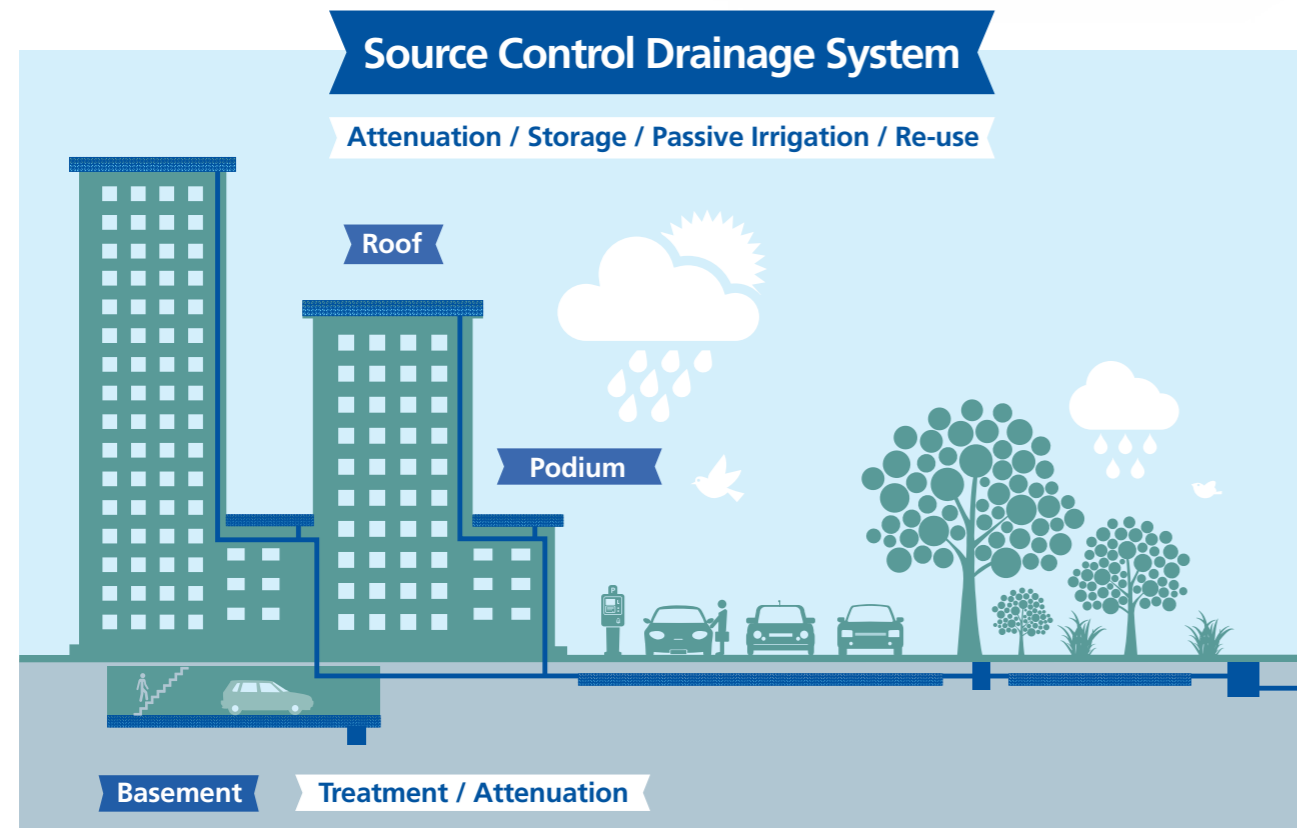 Source Control Drainage System
Attenuation / Storage / Passive Irrigation / Re-use
Roof
Podium
P
Basement
Treatment / Attenuation